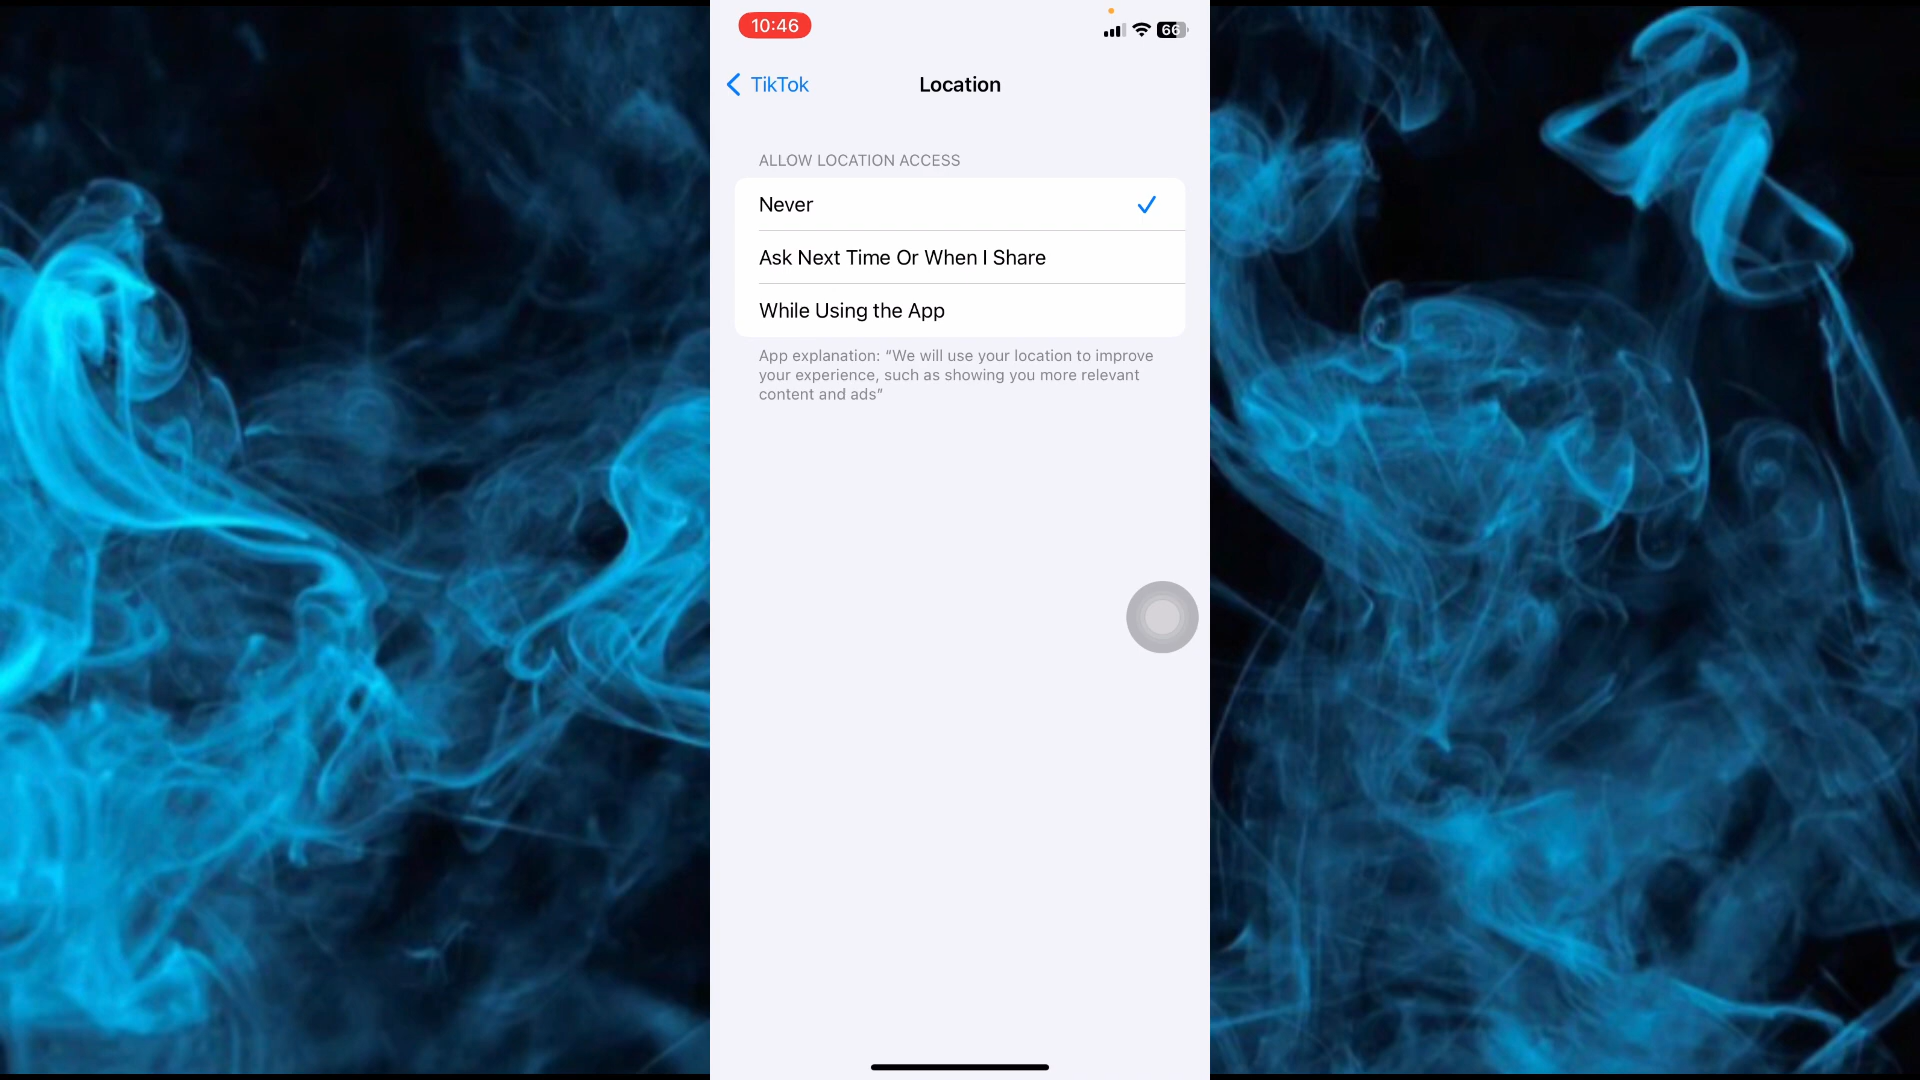 10:46
66
TikTok
Location
ALLOW LOCATION ACCESS
Never
Ask Next Time Or When I Share
While Using the App
App explanation: “We will use your location to improve
your experience, such as showing you more relevant
content and ads”